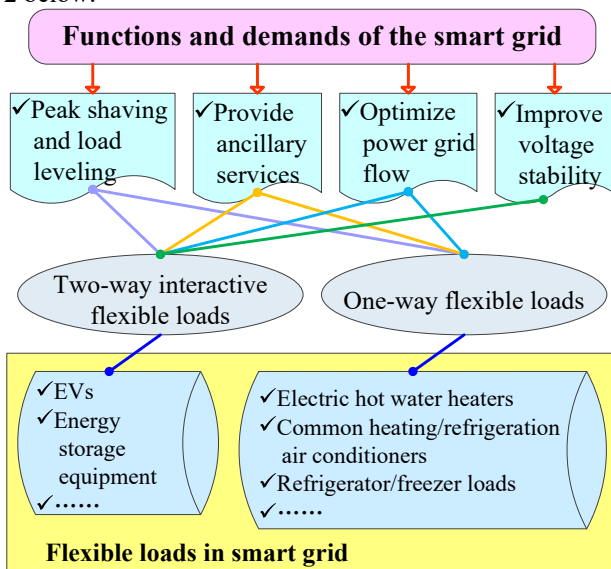 2 below.
Functions and demands of the smart grid
✓Peak shaving
and load
leveling
✓Provide
ancillary
services
✓Optimize
power grid
flow
✓Improve
voltage
stability
Two-way interactive
flexible loads
One-way flexible loads
✓EVs
✓Energy
storage
equipment
✓……
✓Electric hot water heaters
✓Common heating/refrigeration
air conditioners
✓Refrigerator/freezer loads
✓……
Flexible loads in smart grid